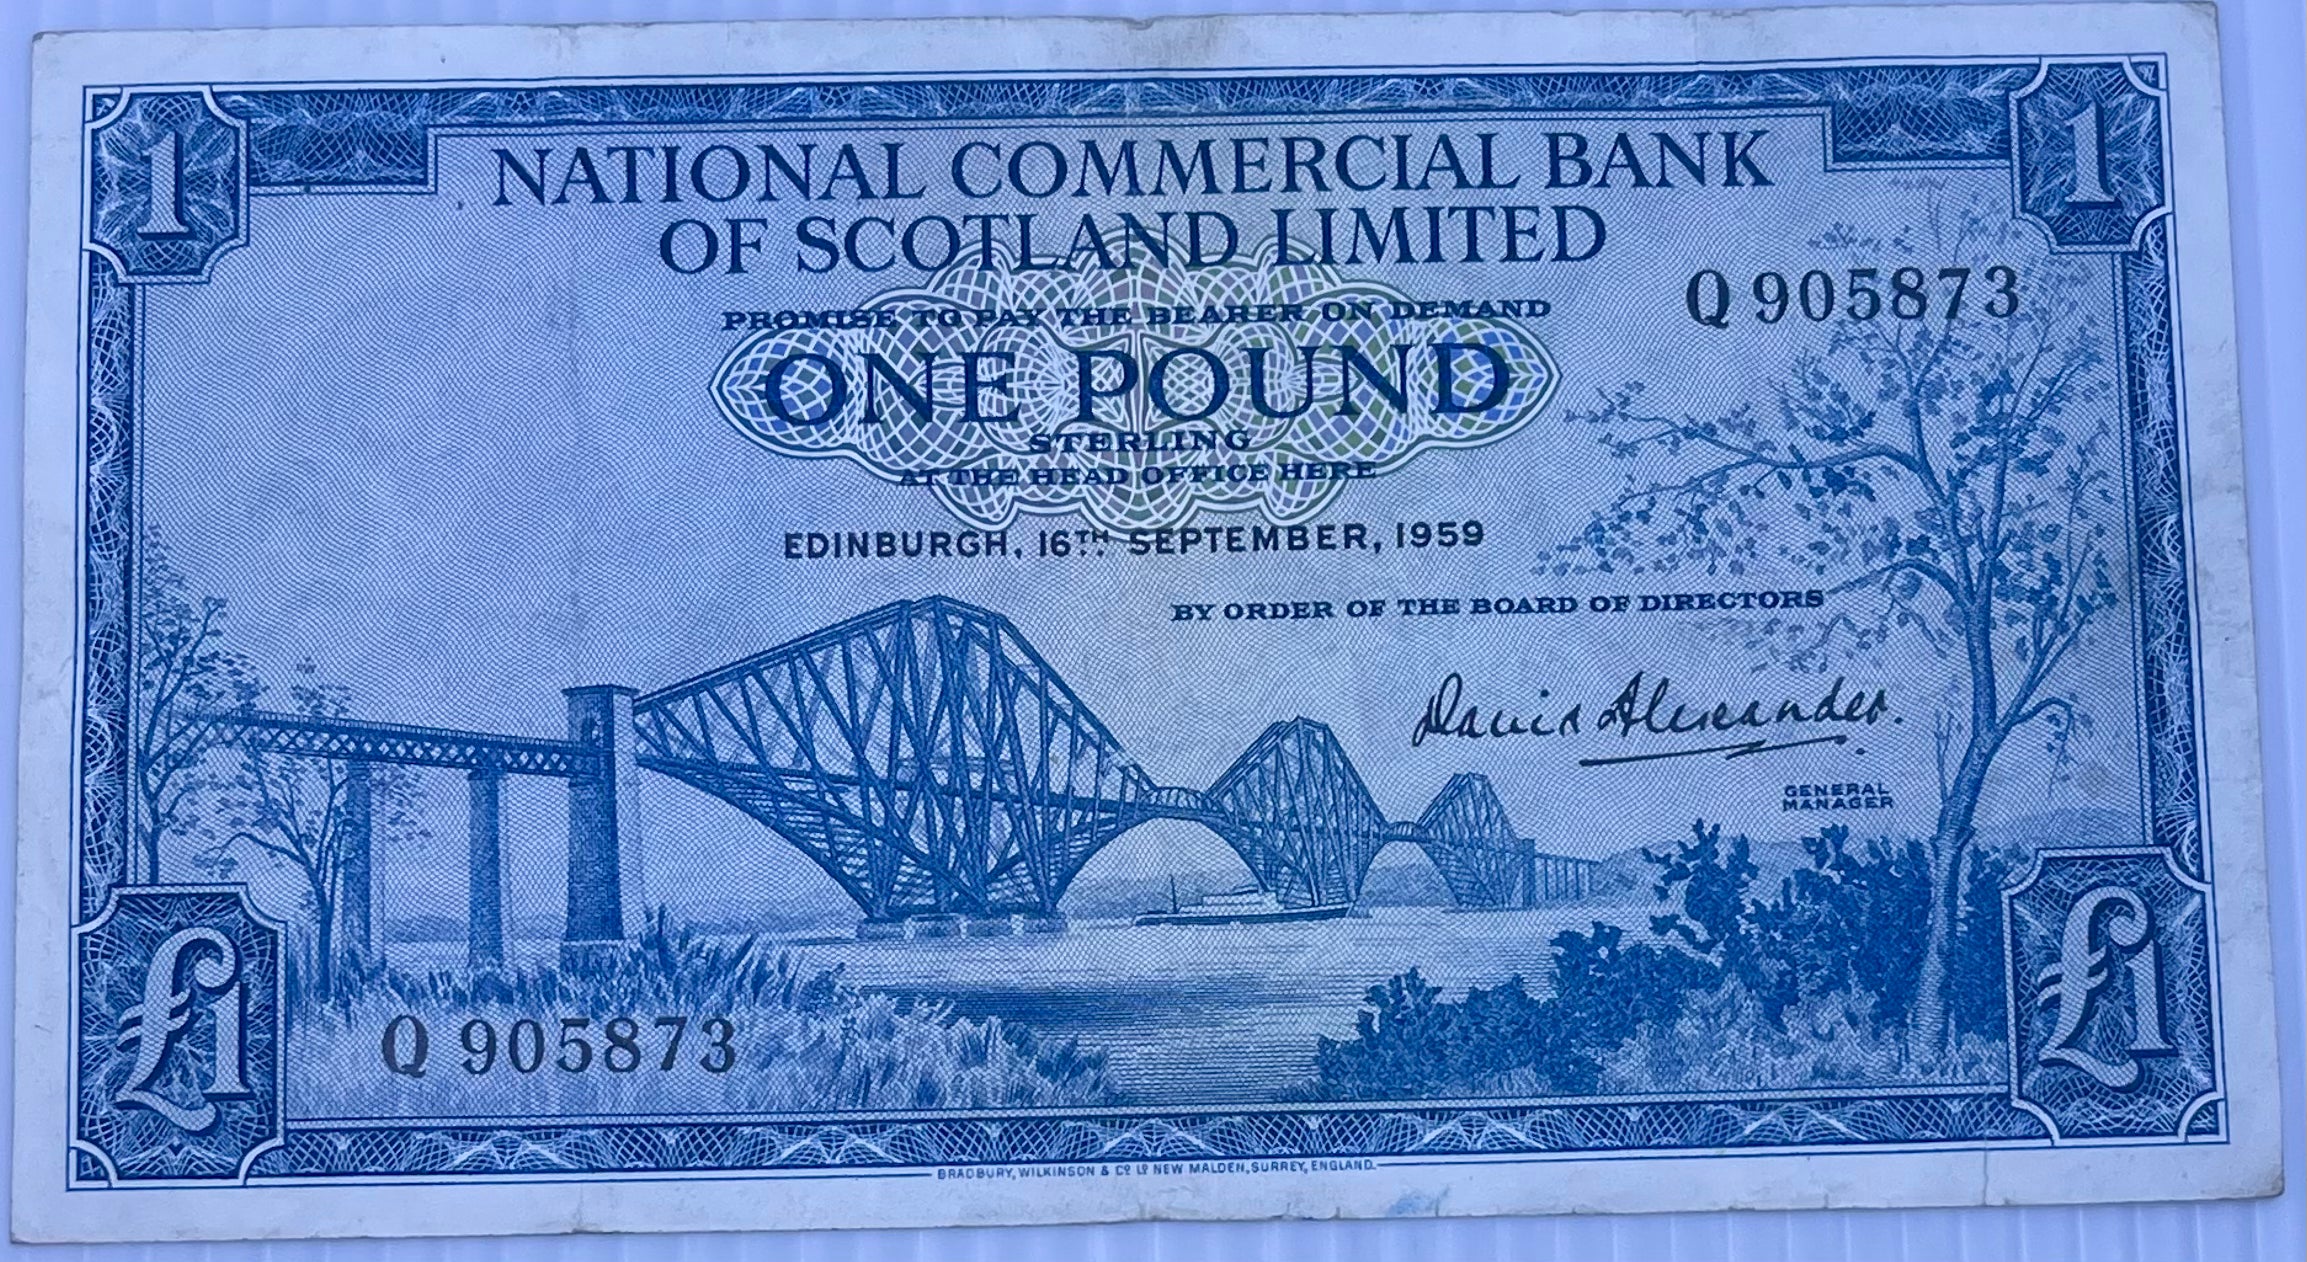 1
1
NATIONAL COMMERCIAL BANK
OF SCOTLAND LIMITED
Q 905873
PROMISE TO PAY THE BEARER ON DEMAND
ONE POUND
STERLING
AT THE HEAD OFFICE HERE
EDINBURGH, 16TH SEPTEMBER, 1959
BY ORDER OF THE BOARD OF DIRECTORS
David Alexander.
GENERAL
MANAGER
£1
£1
Q 905873
BRADBURY, WILKINSON & Co Ld NEW MALDEN, SURREY, ENGLAND.